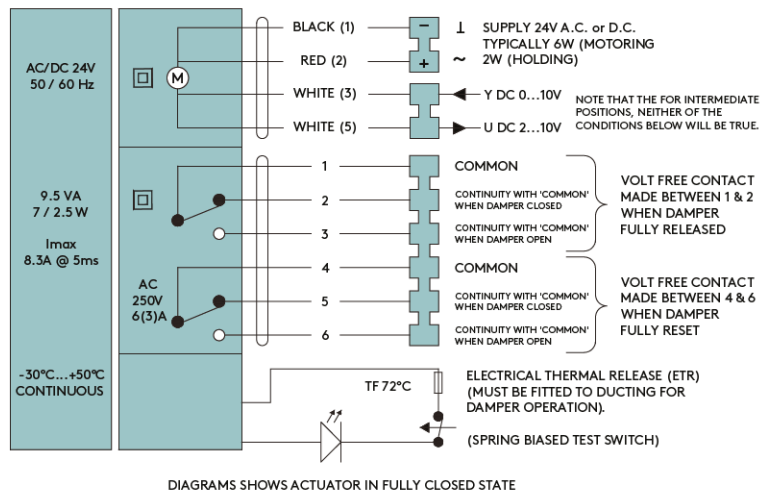 AC/DC 24V
50 / 60 Hz
9.5 VA
7 / 2.5 W
Imax
8.3A @ 5ms
-30°C...+50°C
CONTINUOUS
M
AC
250V
6(3)A
BLACK (1)
RED (2)
WHITE (3)
WHITE (5)
1
2
3
4
5
6
−
+
⊥
~
SUPPLY 24V A.C. or D.C.
TYPICALLY 6W (MOTORING
2W (HOLDING)
Y DC 0...10V
U DC 2...10V
NOTE THAT THE FOR INTERMEDIATE
POSITIONS, NEITHER OF THE
CONDITIONS BELOW WILL BE TRUE.
COMMON
CONTINUITY WITH 'COMMON'
WHEN DAMPER CLOSED
CONTINUITY WITH 'COMMON'
WHEN DAMPER OPEN
COMMON
CONTINUITY WITH 'COMMON'
WHEN DAMPER CLOSED
CONTINUITY WITH 'COMMON'
WHEN DAMPER OPEN
VOLT FREE CONTACT
MADE BETWEEN 1 & 2
WHEN DAMPER
FULLY RELEASED
VOLT FREE CONTACT
MADE BETWEEN 4 & 6
WHEN DAMPER
FULLY RESET
TF 72°C
ELECTRICAL THERMAL RELEASE (ETR)
(MUST BE FITTED TO DUCTING FOR
DAMPER OPERATION).
(SPRING BIASED TEST SWITCH)
DIAGRAMS SHOWS ACTUATOR IN FULLY CLOSED STATE